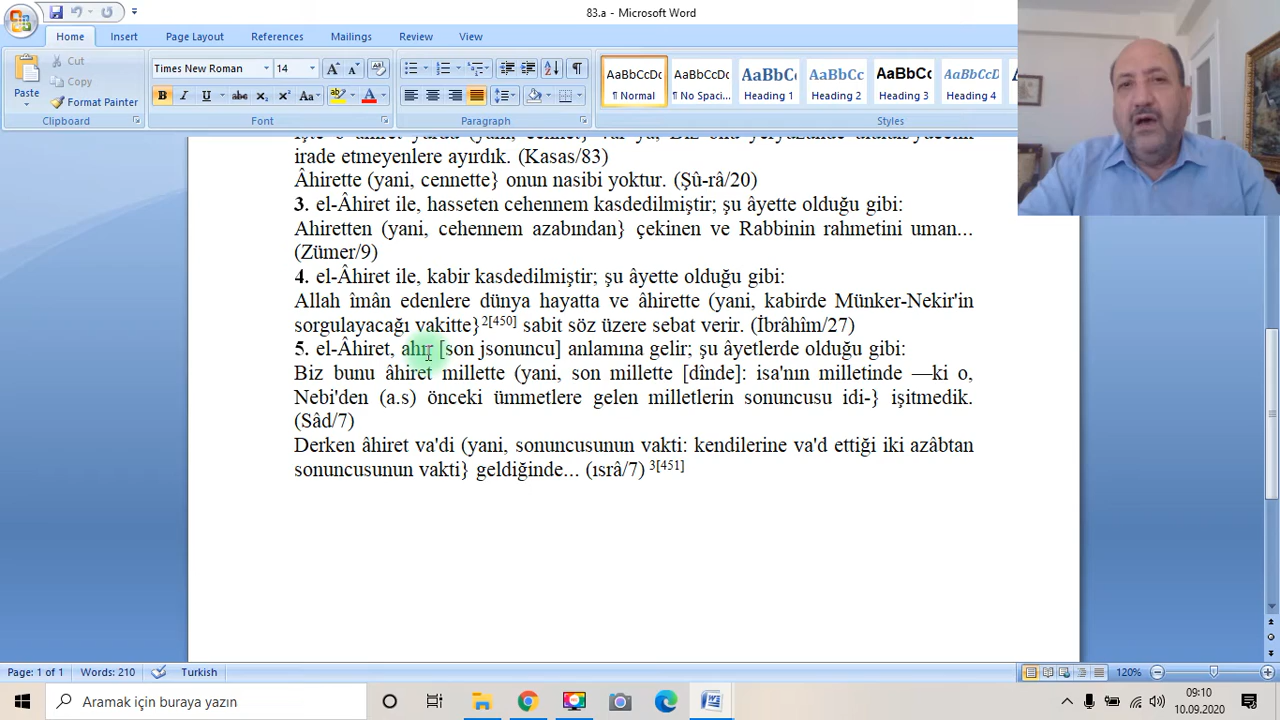 83.a - Microsoft Word
Home Insert Page Layout References Mailings Review View
Paste
Cut
Copy
Format Painter
Clipboard
Times New Roman 14
Font
Paragraph
AaBbCcDc AaBbCcDc AaBbC AaBbCc AaBbCc AaBbCcD
¶ Normal ¶ No Spaci... Heading 1 Heading 2 Heading 3 Heading 4
Styles
irade etmeyenlere ayırdık. (Kasas/83)
Âhirette (yani, cennette} onun nasibi yoktur. (Şû-râ/20)
3. el-Âhiret ile, hasseten cehennem kasdedilmiştir; şu âyette olduğu gibi:
Ahiretten (yani, cehennem azabından} çekinen ve Rabbinin rahmetini uman...
(Zümer/9)
4. el-Âhiret ile, kabir kasdedilmiştir; şu âyette olduğu gibi:
Allah îmân edenlere dünya hayatta ve âhirette (yani, kabirde Münker-Nekir'in
sorgulayacağı vakitte}2[450] sabit söz üzere sebat verir. (İbrâhîm/27)
5. el-Âhiret, ahır [son jsonuncu] anlamına gelir; şu âyetlerde olduğu gibi:
Biz bunu âhiret millette (yani, son millette [dînde]: isa'nın milletinde —ki o,
Nebi'den (a.s) önceki ümmetlere gelen milletlerin sonuncusu idi-} işitmedik.
(Sâd/7)
Derken âhiret va'di (yani, sonuncusunun vakti: kendilerine va'd ettiği iki azâbtan
sonuncusunun vakti} geldiğinde... (ısrâ/7) 3[451]
Page: 1 of 1 Words: 210 Turkish 120%
Aramak için buraya yazın
09:10
10.09.2020